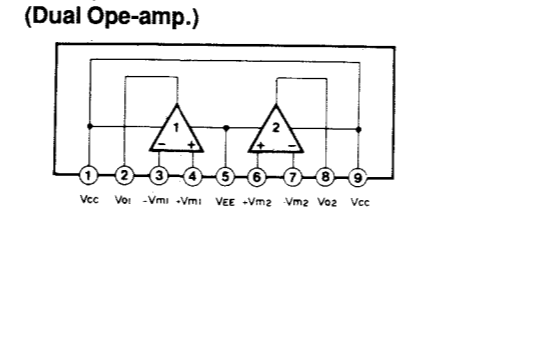 (Dual Ope-amp.)
1 2
- + + -
1 2 3 4 5 6 7 8 9
Vcc Vo1 -Vm1 +Vm1 VEE +Vm2 -Vm2 Vo2 Vcc